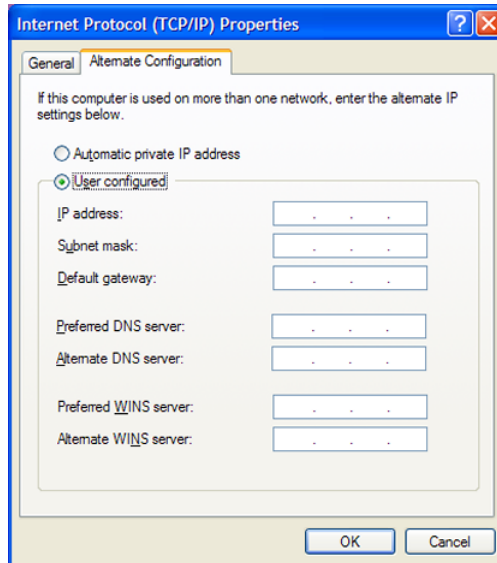 Internet Protocol (TCP/IP) Properties
General Alternate Configuration
If this computer is used on more than one network, enter the alternate IP
settings below.
Automatic private IP address
User configured
IP address: . . .
Subnet mask: . . .
Default gateway: . . .
Preferred DNS server: . . .
Alternate DNS server: . . .
Preferred WINS server: . . .
Alternate WINS server: . . .
OK Cancel